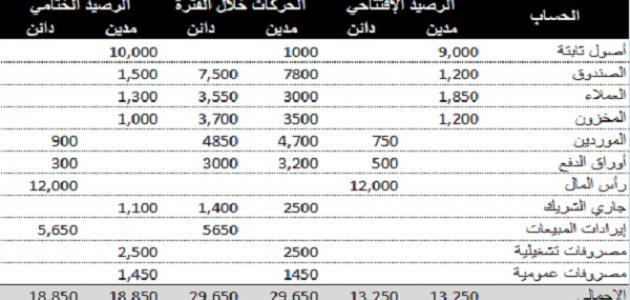 الحساب الرصيد الإفتتاحي الحركات خلال الفترة الرصيد الختامي
مدين دائن مدين دائن مدين دائن
أصول ثابتة 9,000 1000 10,000
الصندوق 1,200 7800 7,500 1,500
العملاء 1,850 3000 3,550 1,300
المخزون 1,200 3500 3,700 1,000
الموردين 750 4,700 4850 900
أوراق الدفع 500 3,200 3000 300
رأس المال 12,000 12,000
جاري الشريك 2500 1,400 1,100
إيرادات المبيعات 5650 5,650
مصروفات تشغيلية 2500 2,500
مصروفات عمومية 1450 1,450
الإجمالي 13,250 13,250 29,650 29,650 18,850 18,850